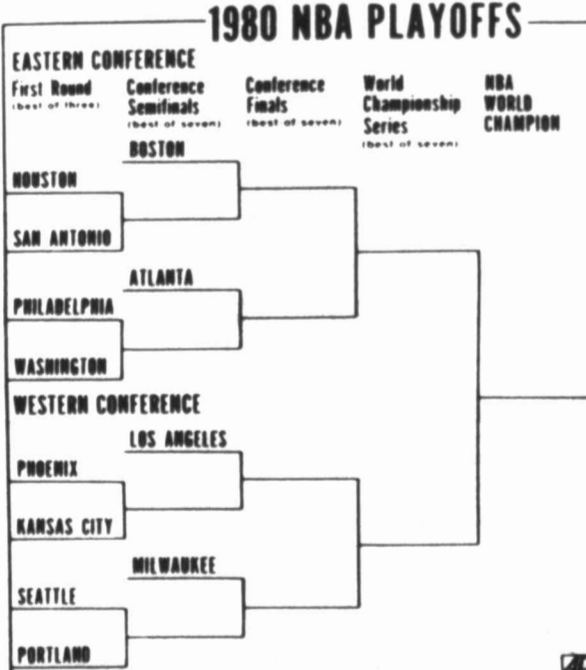 1980 NBA PLAYOFFS
EASTERN CONFERENCE
First Round
(best of three)
Conference
Semifinals
(best of seven)
Conference
Finals
(best of seven)
World
Championship
Series
(best of seven)
NBA
WORLD
CHAMPION
BOSTON
HOUSTON
SAN ANTONIO
ATLANTA
PHILADELPHIA
WASHINGTON
WESTERN CONFERENCE
LOS ANGELES
PHOENIX
KANSAS CITY
MILWAUKEE
SEATTLE
PORTLAND